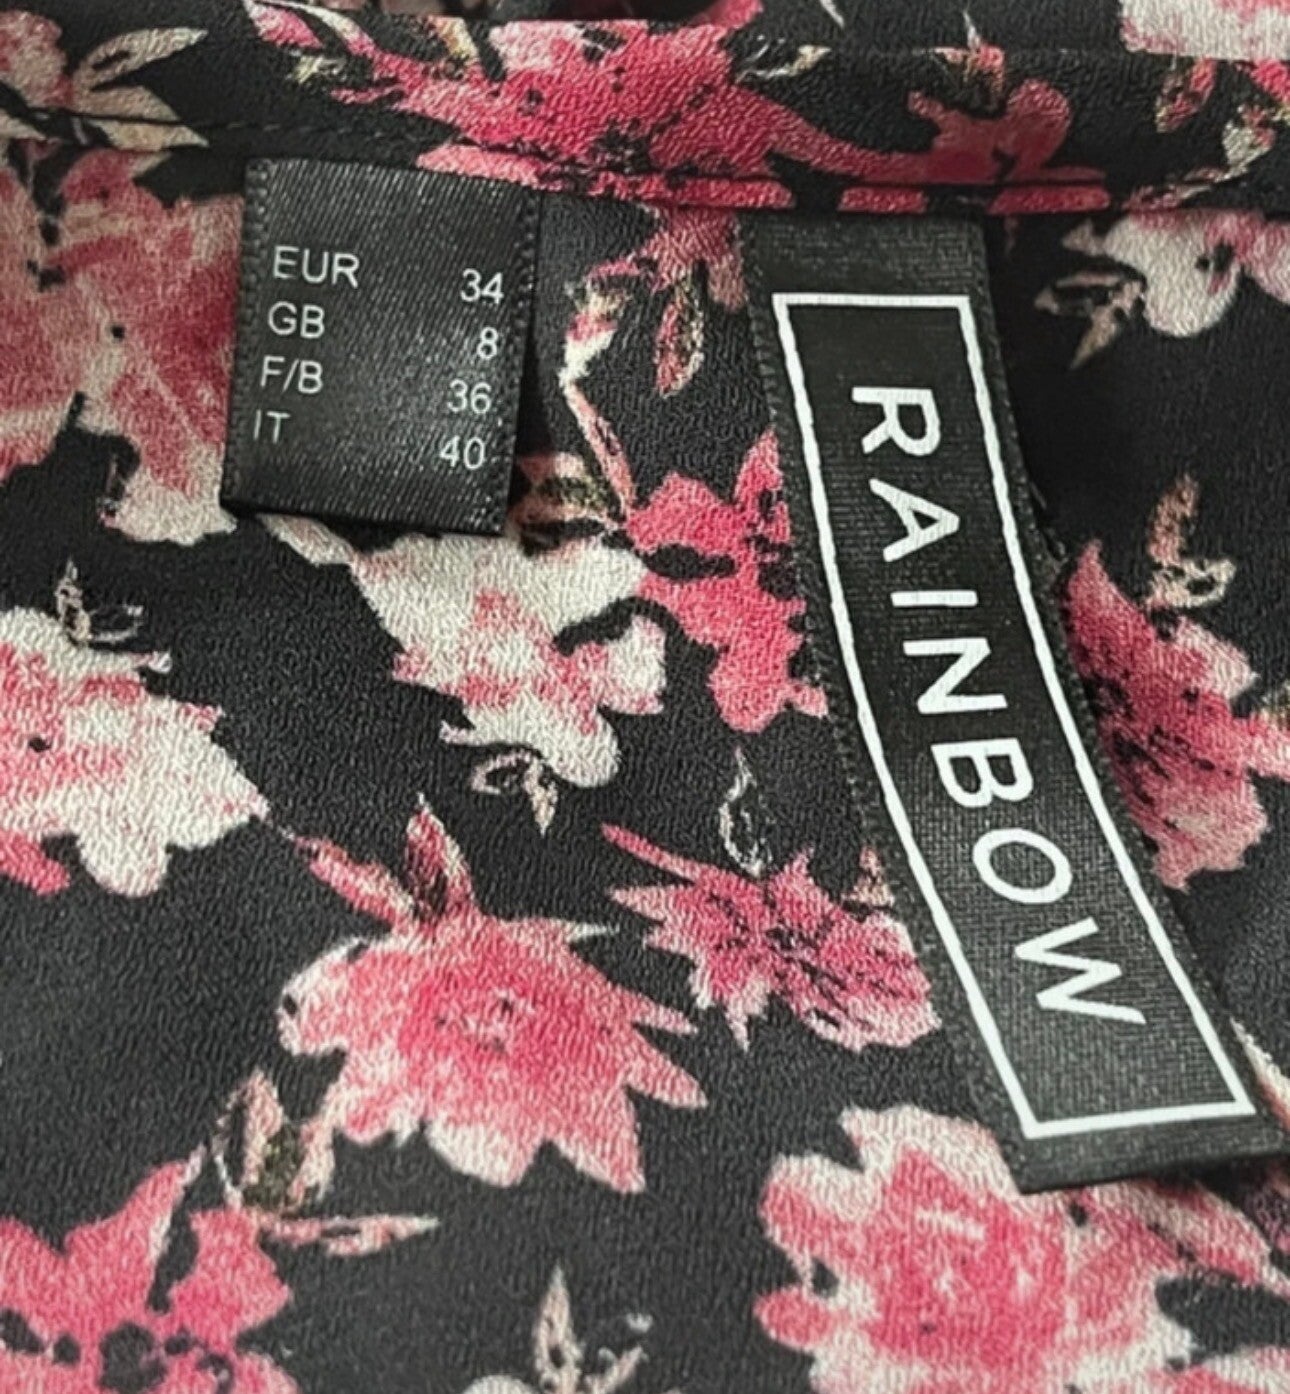 EUR 34
GB 8
F/B 36
IT 40
RAINBOW